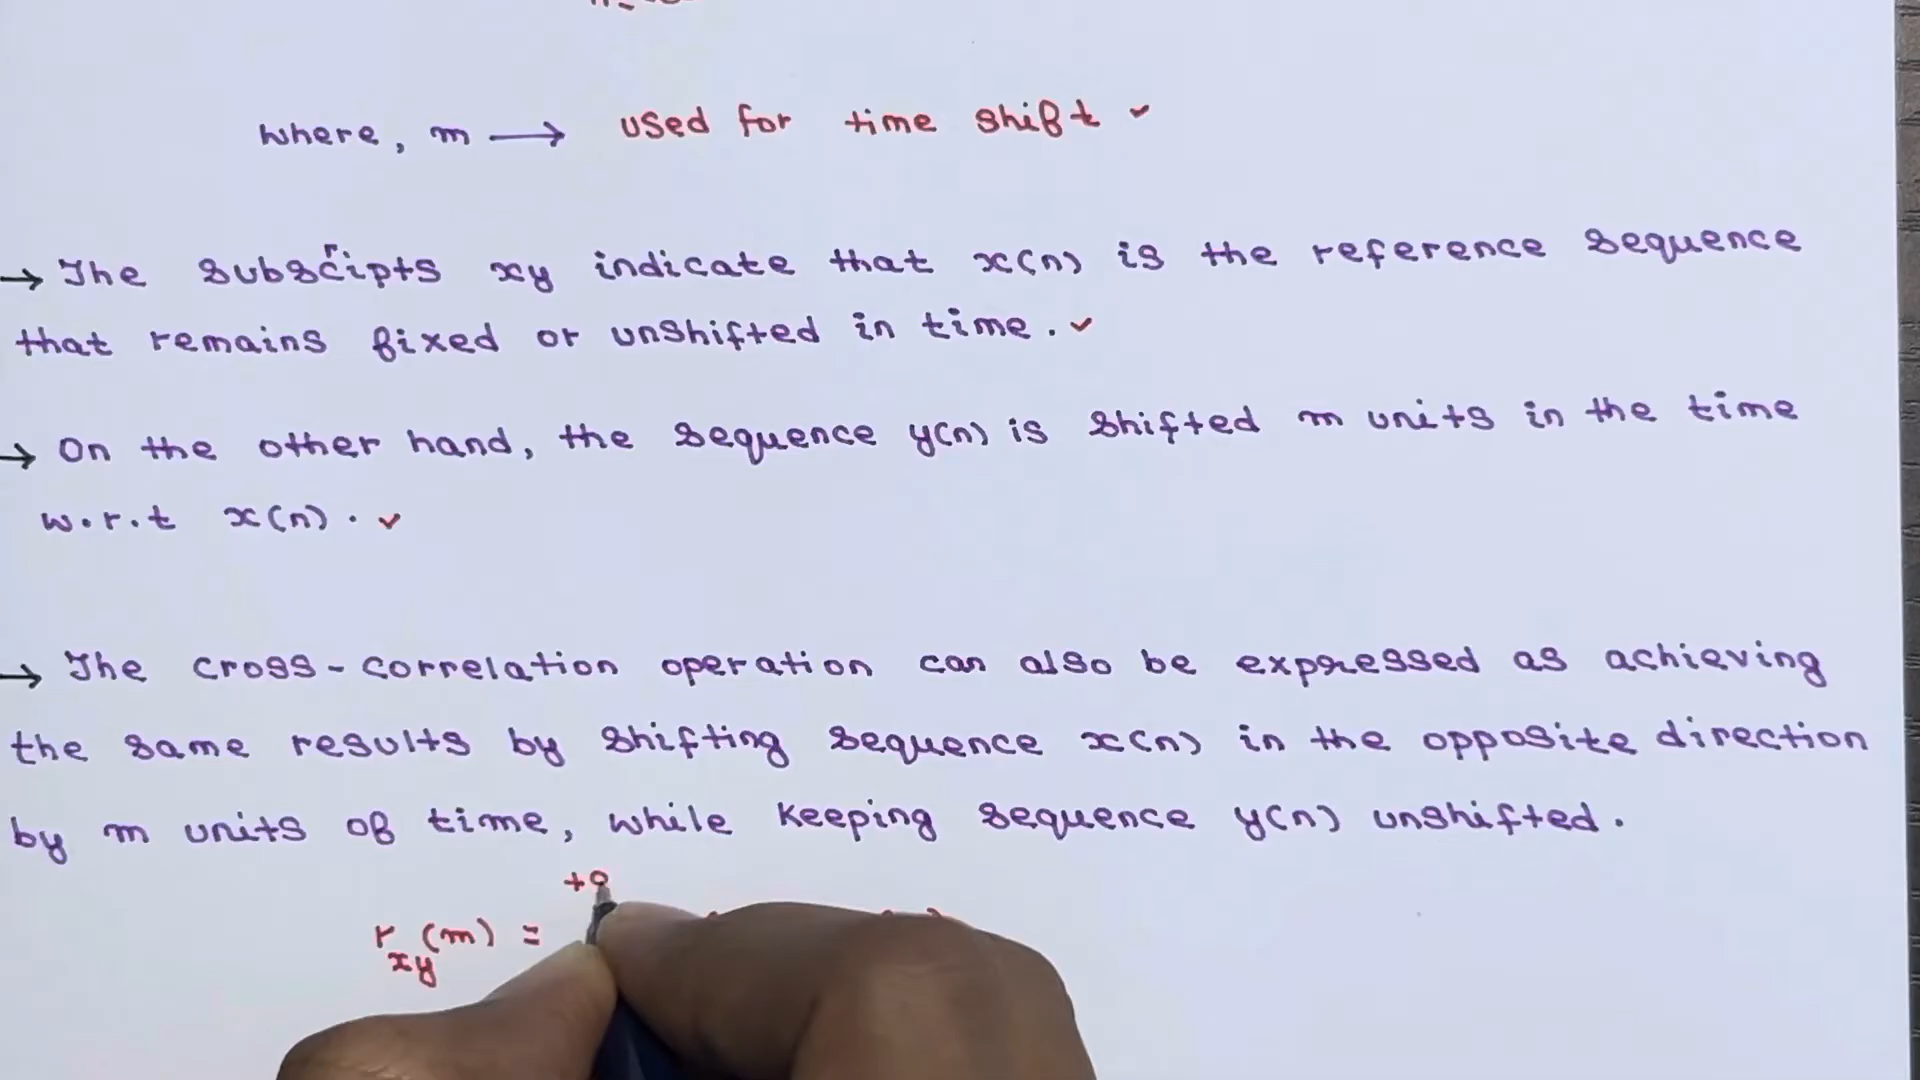 where, m → used for time shift ✓
→ The subscripts xy indicate that x(n) is the reference sequence
that remains fixed or unshifted in time. ✓
→ On the other hand, the sequence y(n) is shifted m units in the time
w.r.t x(n). ✓
→ The cross-correlation operation can also be expressed as achieving
the same results by shifting sequence x(n) in the opposite direction
by m units of time, while keeping sequence y(n) unshifted.
r xy (m) =